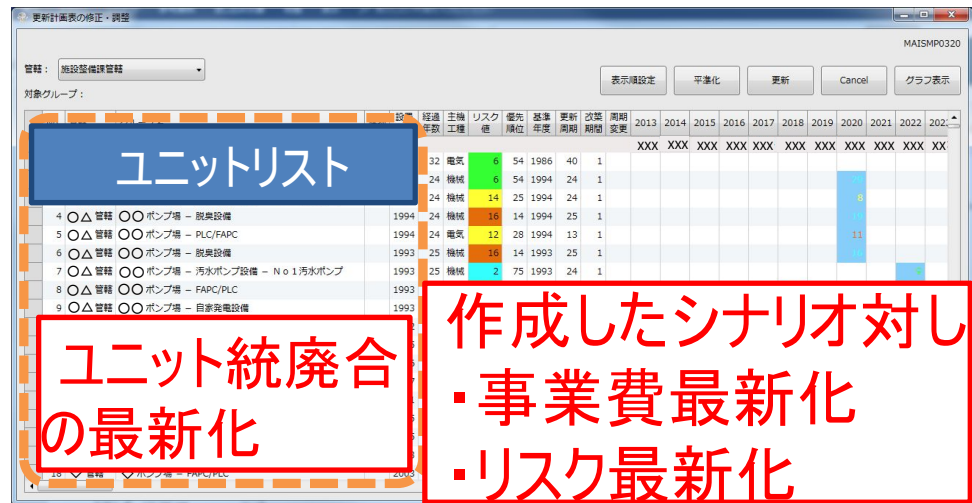 更新計画表の修正・調整
MAISMP0320
管轄： 施設整備課管轄
表示順設定 平準化 更新 Cancel グラフ表示
対象グループ：
経過年数 主機工種 リスク値 優先順位 基準年度 更新周期 改築期間 周期変更 2013 2014 2015 2016 2017 2018 2019 2020 2021 2022
XXX XXX XXX XXX XXX XXX XXX XXX XXX XXX XX
ユニットリスト
32 電気 6 54 1986 40 1
24 機械 6 54 1994 24 1
24 機械 14 25 1994 24 1 8
4 ○△ 管轄 ○○ ポンプ場 － 脱臭設備 1994 24 機械 16 14 1994 25 1
5 ○△ 管轄 ○○ ポンプ場 － PLC/FAPC 1994 24 電気 12 28 1994 13 1 11
6 ○△ 管轄 ○○ ポンプ場 － 脱臭設備 1993 25 機械 16 14 1993 25 1
7 ○△ 管轄 ○○ ポンプ場 － 汚水ポンプ設備 － Ｎｏ１汚水ポンプ 1993 25 機械 2 75 1993 24 1
8 ○△ 管轄 ○○ ポンプ場 － FAPC/PLC 1993
9 ○△ 管轄 ○○ ポンプ場 － 自家発電設備 1993
ユニット統廃合
の最新化
作成したシナリオ対し
・事業費最新化
・リスク最新化